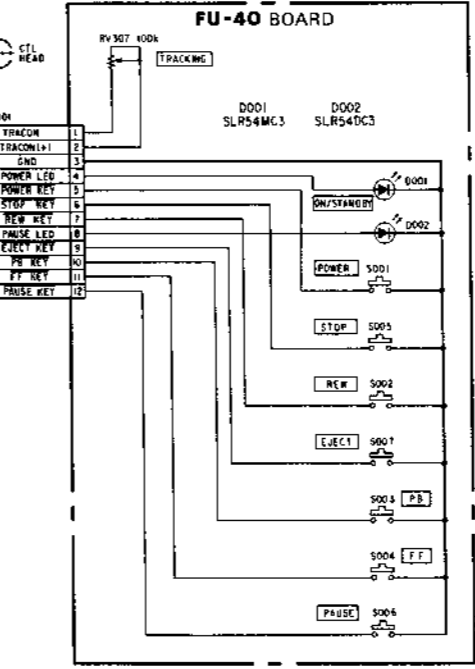 FU-40 BOARD
RV307 100k
CTL
HEAD
TRACKING
D001
SLR54MC3
D002
SLR54DC3
TRACON 1
TRACON(+) 2
GND 3
POWER LED 4
POWER KEY 5
STOP KEY 6
REW KEY 7
PAUSE LED 8
EJECT KEY 9
PB KEY 10
FF KEY 11
PAUSE KEY 12
D001
ON/STANDBY
D002
POWER S001
STOP S005
REW S002
EJECT S007
S003 PB
S004 FF
PAUSE S006